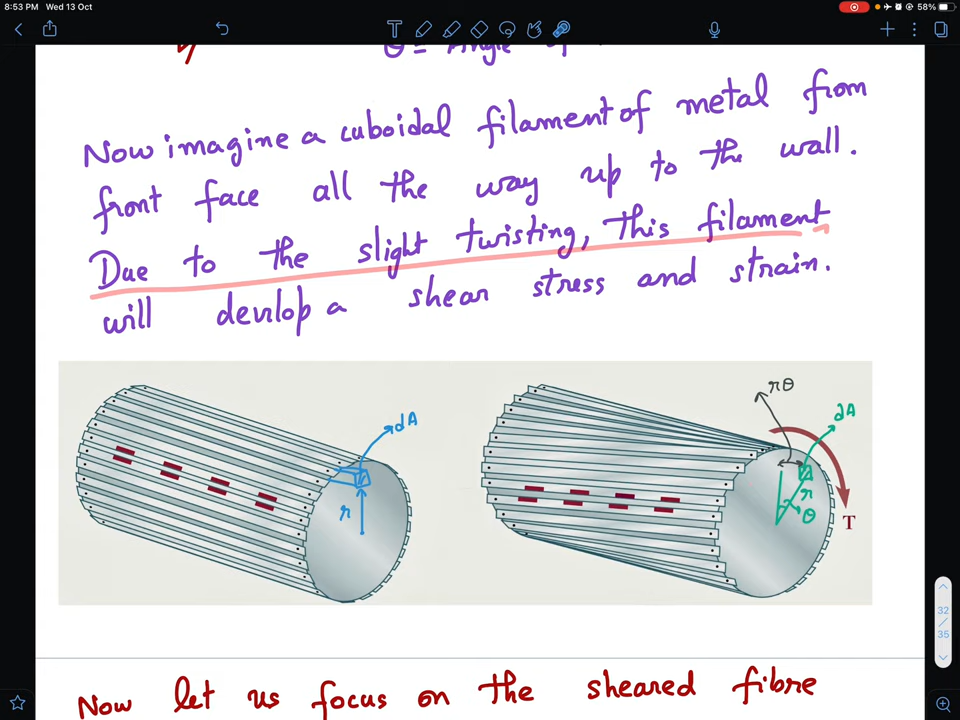 8:53 PM Wed 13 Oct
58%
θ = Angle
Now imagine a cuboidal filament of metal from
front face all the way up to the wall.
Due to the slight twisting, this filament
will devlop a shear stress and strain.
dA
r
rθ
dA
r
θ
T
32
/
35
Now let us focus on the sheared fibre